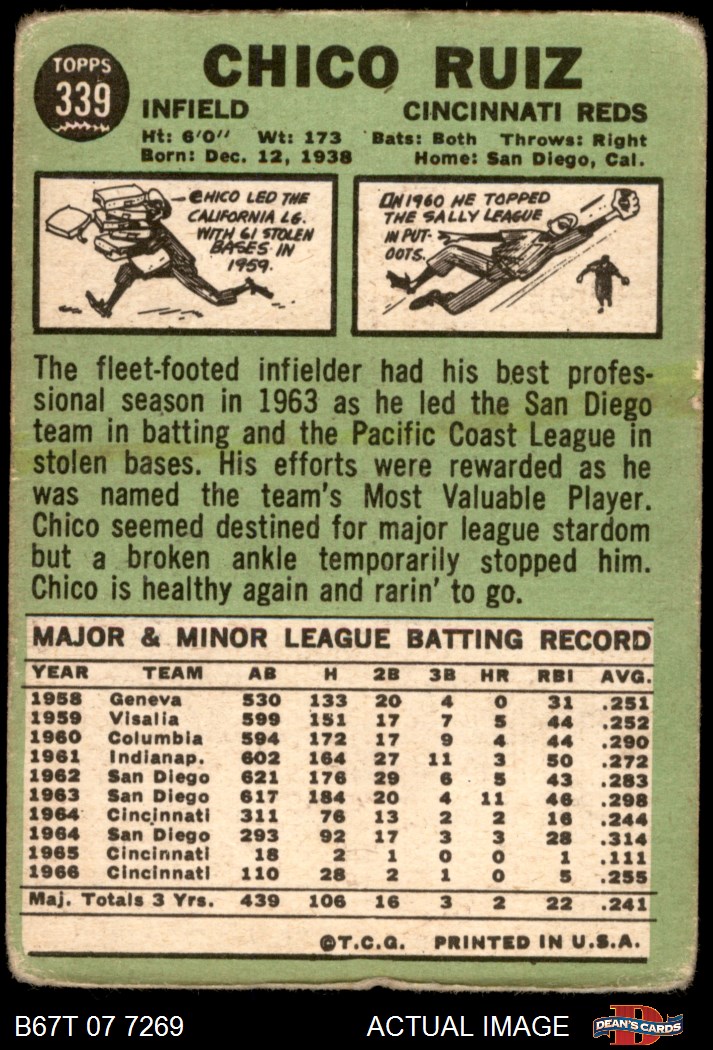 TOPPS
339
CHICO RUIZ
INFIELD CINCINNATI REDS
Ht: 6'0" Wt: 173 Bats: Both Throws: Right
Born: Dec. 12, 1938 Home: San Diego, Cal.
CHICO LED THE
CALIFORNIA LG.
WITH 61 STOLEN
BASES IN
1959.
IN 1960 HE TOPPED
THE SALLY LEAGUE
IN PUT-
OUTS.
The fleet-footed infielder had his best profes-
sional season in 1963 as he led the San Diego
team in batting and the Pacific Coast League in
stolen bases. His efforts were rewarded as he
was named the team's Most Valuable Player.
Chico seemed destined for major league stardom
but a broken ankle temporarily stopped him.
Chico is healthy again and rarin' to go.
MAJOR & MINOR LEAGUE BATTING RECORD
YEAR TEAM AB H 2B 3B HR RBI AVG.
1958 Geneva 530 133 20 4 0 31 .251
1959 Visalia 599 151 17 7 5 44 .252
1960 Columbia 594 172 17 9 4 44 .290
1961 Indianap. 602 164 27 11 3 50 .272
1962 San Diego 621 176 29 6 5 43 .283
1963 San Diego 617 184 20 4 11 46 .298
1964 Cincinnati 311 76 13 2 2 16 .244
1964 San Diego 293 92 17 3 3 28 .314
1965 Cincinnati 18 2 1 0 0 1 .111
1966 Cincinnati 110 28 2 1 0 5 .255
Maj. Totals 3 Yrs. 439 106 16 3 2 22 .241
©T.C.G. PRINTED IN U.S.A.
B67T 07 7269 ACTUAL IMAGE
DEAN'S CARDS